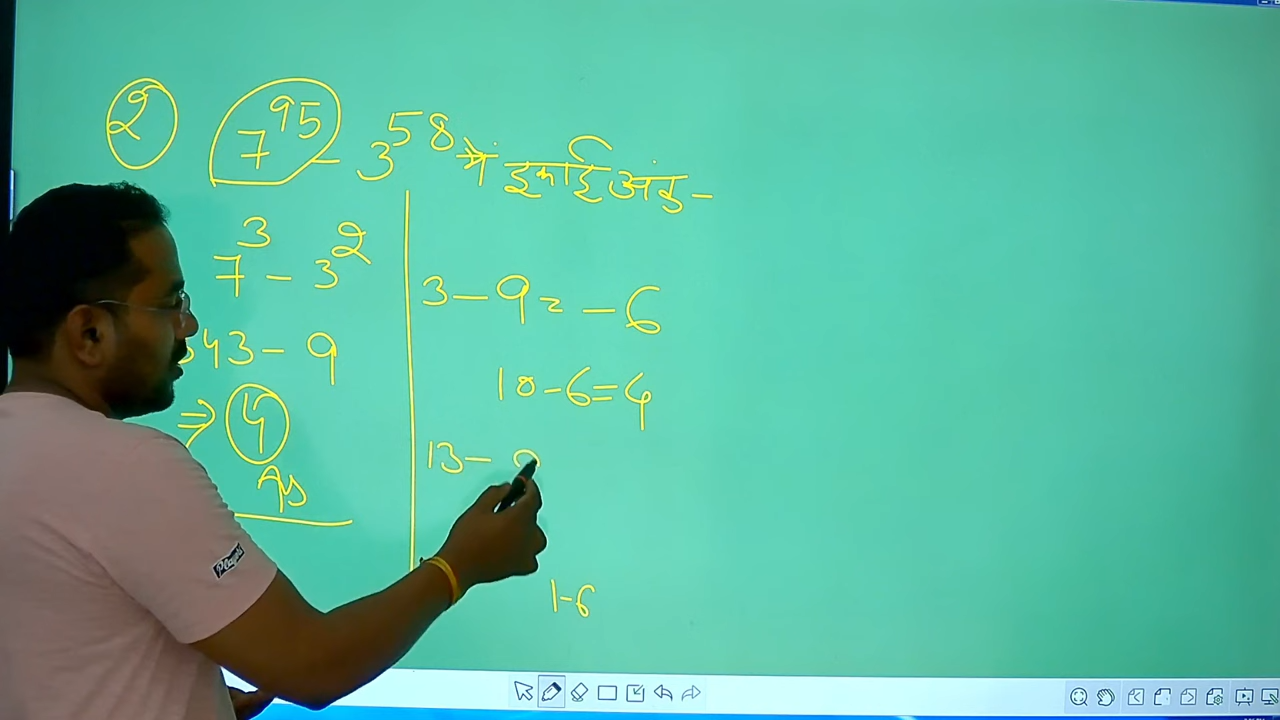 २ 7^95 - 3^58 में इकाई अंक -
7^3 - 3^2
343 - 9
⇒ 4
Ans
3 - 9 = - 6
10 - 6 = 4
13 - 9
1-6